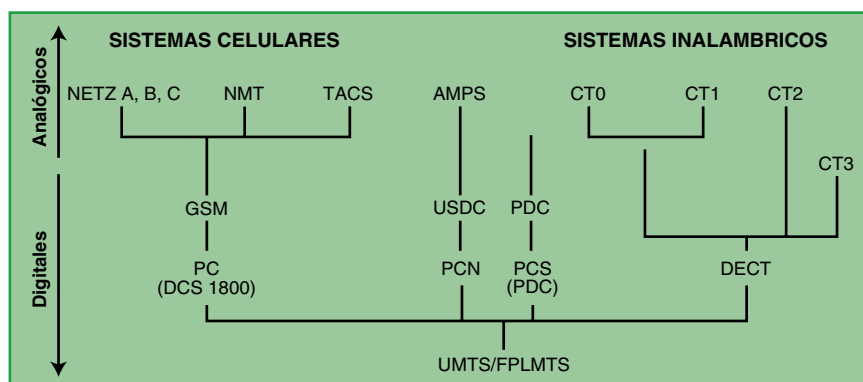 SISTEMAS CELULARES
SISTEMAS INALAMBRICOS
Analógicos
NETZ A, B, C
NMT
TACS
AMPS
CT0
CT1
CT2
CT3
Digitales
GSM
USDC
PDC
PC
(DCS 1800)
PCN
PCS
(PDC)
DECT
UMTS/FPLMTS